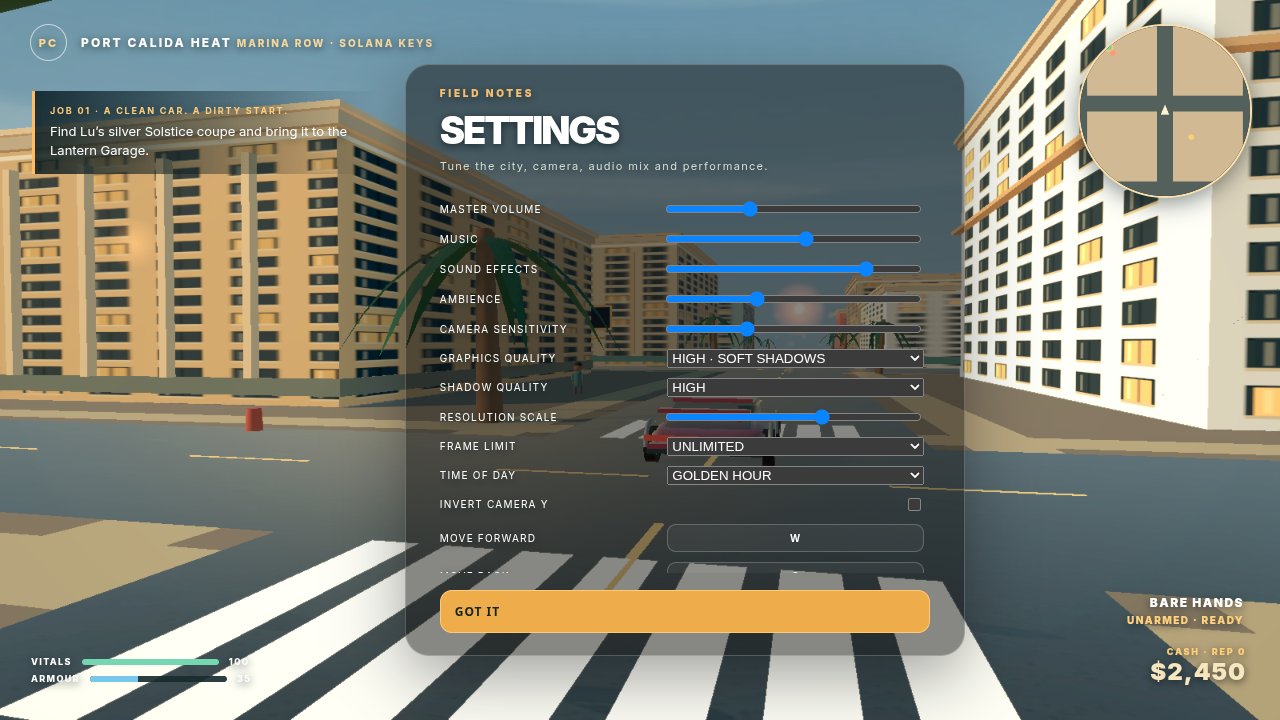 PC
PORT CALIDA HEAT MARINA ROW · SOLANA KEYS
JOB 01 · A CLEAN CAR. A DIRTY START.
Find Lu's silver Solstice coupe and bring it to the
Lantern Garage.
FIELD NOTES
SETTINGS
Tune the city, camera, audio mix and performance.
MASTER VOLUME
MUSIC
SOUND EFFECTS
AMBIENCE
CAMERA SENSITIVITY
GRAPHICS QUALITY HIGH · SOFT SHADOWS
SHADOW QUALITY HIGH
RESOLUTION SCALE
FRAME LIMIT UNLIMITED
TIME OF DAY GOLDEN HOUR
INVERT CAMERA Y
MOVE FORWARD W
GOT IT
VITALS 100
ARMOUR 35
BARE HANDS
UNARMED · READY
CASH · REP 0
$2,450